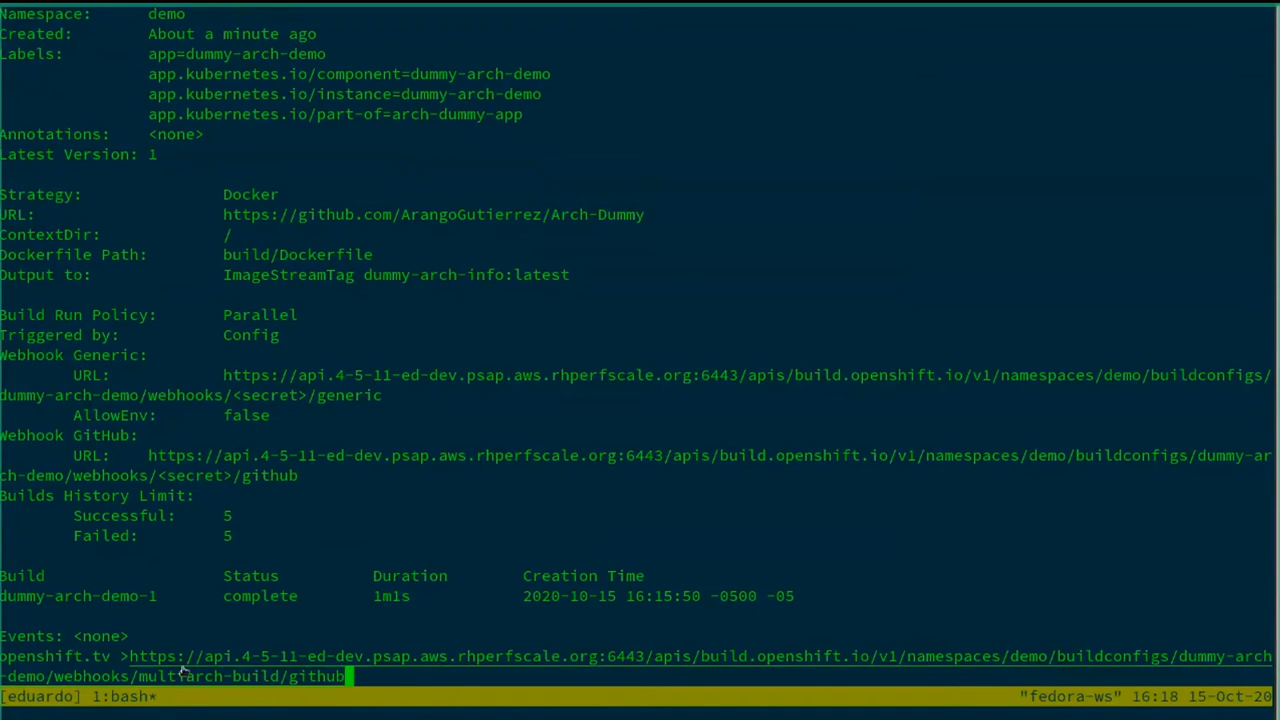 Namespace: demo
Created: About a minute ago
Labels: app=dummy-arch-demo
app.kubernetes.io/component=dummy-arch-demo
app.kubernetes.io/instance=dummy-arch-demo
app.kubernetes.io/part-of=arch-dummy-app
Annotations: <none>
Latest Version: 1
Strategy: Docker
URL: https://github.com/ArangoGutierrez/Arch-Dummy
ContextDir: /
Dockerfile Path: build/Dockerfile
Output to: ImageStreamTag dummy-arch-info:latest
Build Run Policy: Parallel
Triggered by: Config
Webhook Generic:
URL: https://api.4-5-11-ed-dev.psap.aws.rhperfscale.org:6443/apis/build.openshift.io/v1/namespaces/demo/buildconfigs/
dummy-arch-demo/webhooks/<secret>/generic
AllowEnv: false
Webhook GitHub:
URL: https://api.4-5-11-ed-dev.psap.aws.rhperfscale.org:6443/apis/build.openshift.io/v1/namespaces/demo/buildconfigs/dummy-ar
ch-demo/webhooks/<secret>/github
Builds History Limit:
Successful: 5
Failed: 5
Build Status Duration Creation Time
dummy-arch-demo-1 complete 1m1s 2020-10-15 16:15:50 -0500 -05
Events: <none>
openshift.tv >https://api.4-5-11-ed-dev.psap.aws.rhperfscale.org:6443/apis/build.openshift.io/v1/namespaces/demo/buildconfigs/dummy-arch
-demo/webhooks/multiarch-build/github
[eduardo] 1:bash* "fedora-ws" 16:18 15-Oct-20